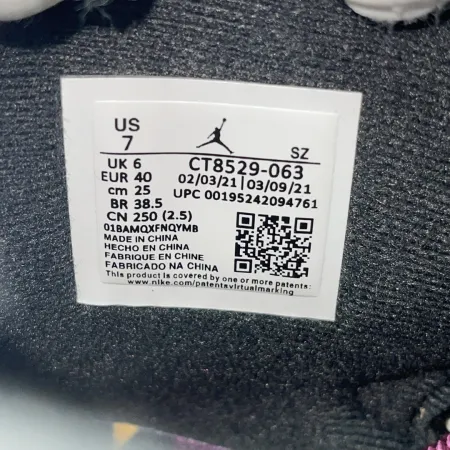 US
7
SZ
UK 6
EUR 40
cm 25
BR 38.5
CN 250 (2.5)
CT8529-063
02/03/21 | 03/09/21
UPC 00195242094761
01BAMQXFNQYMB
MADE IN CHINA
HECHO EN CHINA
FABRIQUE EN CHINE
FABRICADO NA CHINA
This product is covered by one or more patents:
www.nike.com/patentsvirtualmarking